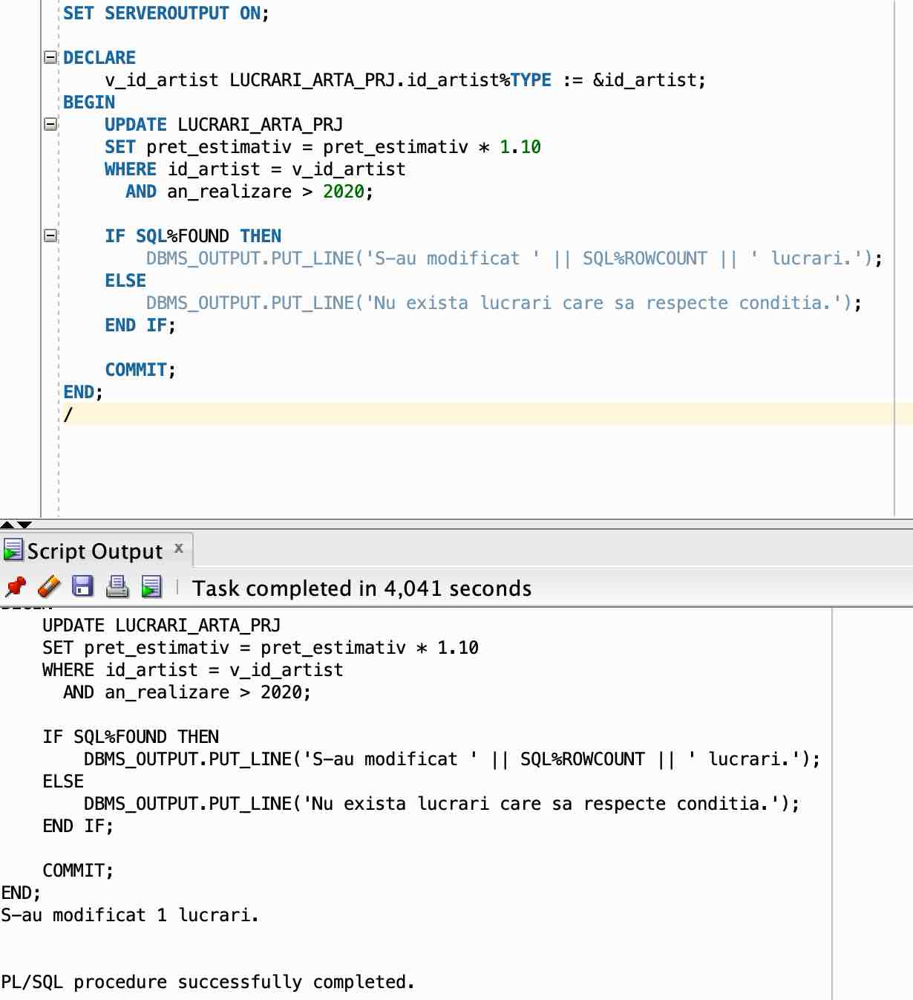 SET SERVEROUTPUT ON;
DECLARE
    v_id_artist LUCRARI_ARTA_PRJ.id_artist%TYPE := &id_artist;
BEGIN
    UPDATE LUCRARI_ARTA_PRJ
    SET pret_estimativ = pret_estimativ * 1.10
    WHERE id_artist = v_id_artist
      AND an_realizare > 2020;
    IF SQL%FOUND THEN
        DBMS_OUTPUT.PUT_LINE('S-au modificat ' || SQL%ROWCOUNT || ' lucrari.');
    ELSE
        DBMS_OUTPUT.PUT_LINE('Nu exista lucrari care sa respecte conditia.');
    END IF;
    COMMIT;
END;
/
Script Output x
Task completed in 4,041 seconds
    UPDATE LUCRARI_ARTA_PRJ
    SET pret_estimativ = pret_estimativ * 1.10
    WHERE id_artist = v_id_artist
      AND an_realizare > 2020;
    IF SQL%FOUND THEN
        DBMS_OUTPUT.PUT_LINE('S-au modificat ' || SQL%ROWCOUNT || ' lucrari.');
    ELSE
        DBMS_OUTPUT.PUT_LINE('Nu exista lucrari care sa respecte conditia.');
    END IF;
    COMMIT;
END;
S-au modificat 1 lucrari.
PL/SQL procedure successfully completed.